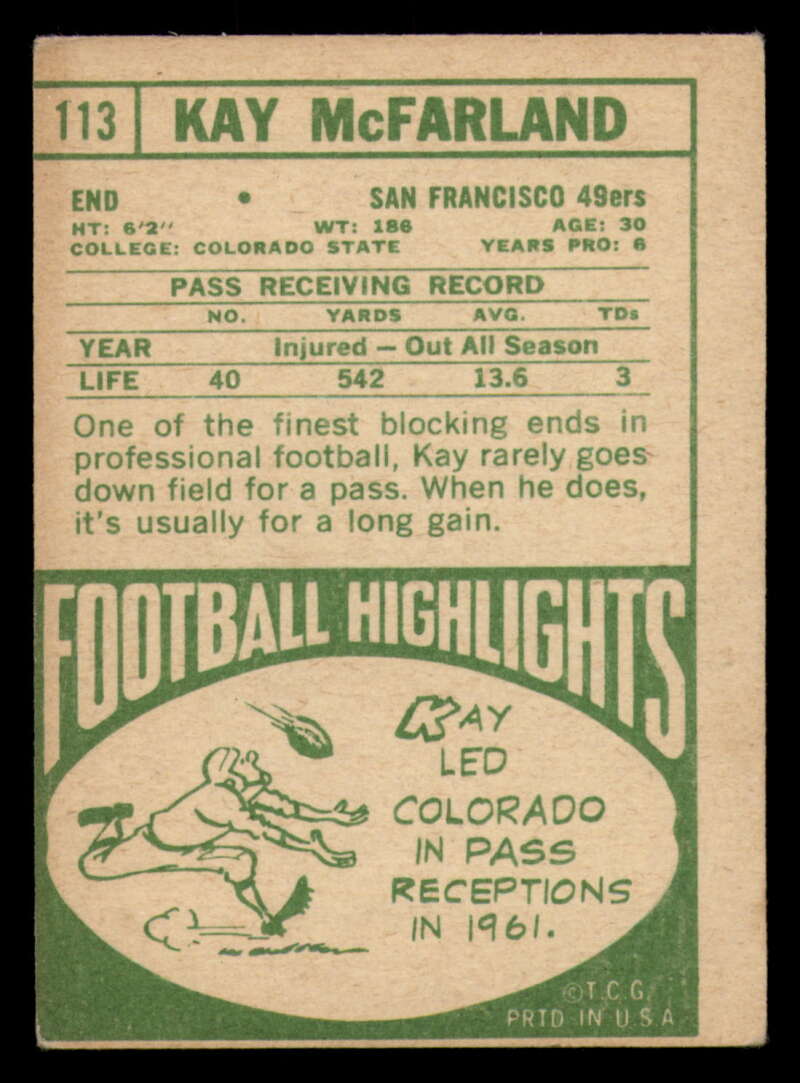 113 KAY McFARLAND
END • SAN FRANCISCO 49ers
HT: 6'2" WT: 186 AGE: 30
COLLEGE: COLORADO STATE YEARS PRO: 6
PASS RECEIVING RECORD
NO. YARDS AVG. TDs
YEAR Injured — Out All Season
LIFE 40 542 13.6 3
One of the finest blocking ends in
professional football, Kay rarely goes
down field for a pass. When he does,
it's usually for a long gain.
FOOTBALL HIGHLIGHTS
KAY
LED
COLORADO
IN PASS
RECEPTIONS
IN 1961.
©T.C.G.
PRTD IN U.S A